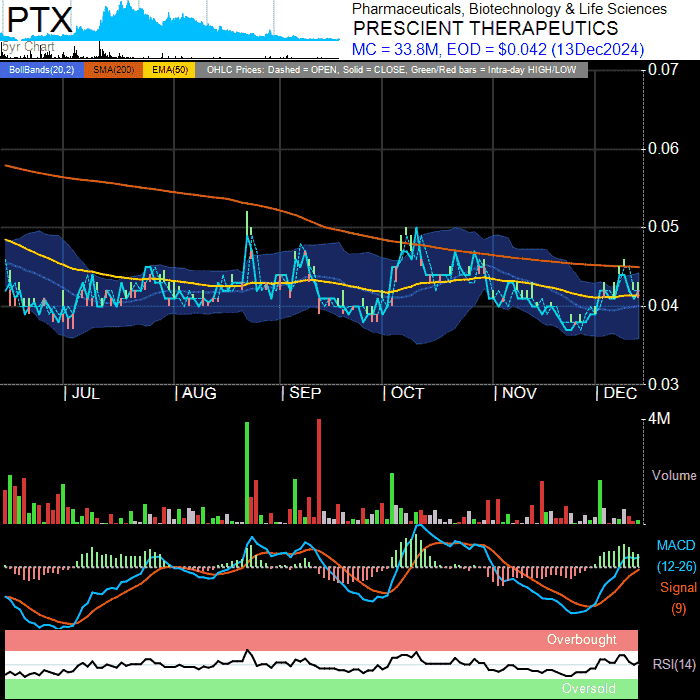 PTX
5yr Chart
Pharmaceuticals, Biotechnology & Life Sciences
PRESCIENT THERAPEUTICS
MC = 33.8M, EOD = $0.042 (13Dec2024)
BollBands(20,2) SMA(200) EMA(50) OHLC Prices: Dashed = OPEN, Solid = CLOSE, Green/Red bars = Intra-day HIGH/LOW
0.07
0.06
0.05
0.04
0.03
| JUL | AUG | SEP | OCT | NOV | DEC
4M
Volume
MACD
(12-26)
Signal
(9)
Overbought
RSI(14)
Oversold